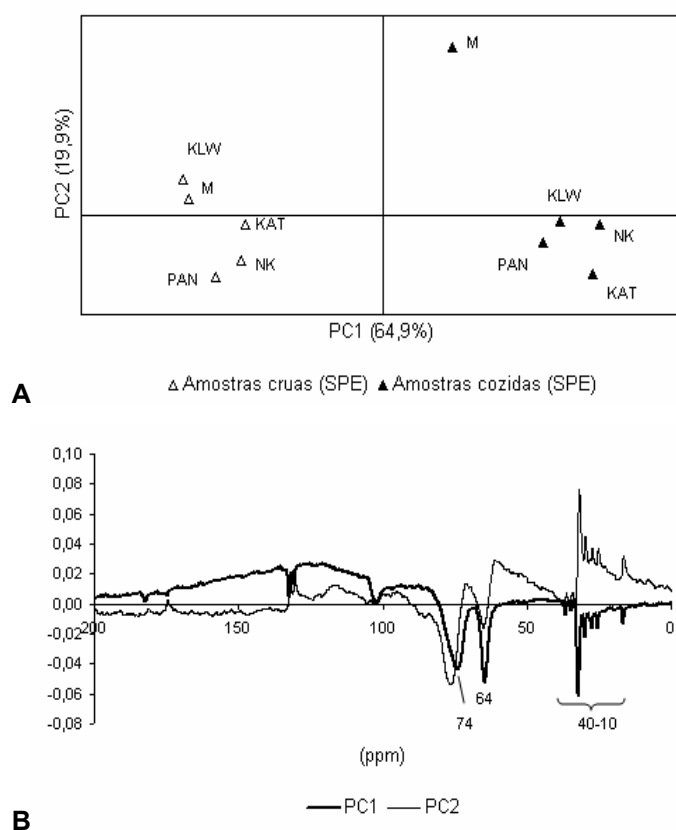 M
PC2 (19,9%)
KLW
M
KAT
NK
PAN
KLW
NK
PAN
KAT
PC1 (64,9%)
A
Amostras cruas (SPE) Amostras cozidas (SPE)
0,10
0,08
0,06
0,04
0,02
0,00
-0,02
-0,04
-0,06
-0,08
200 150 100 50 0
64
74
40-10
(ppm)
B
PC1 PC2